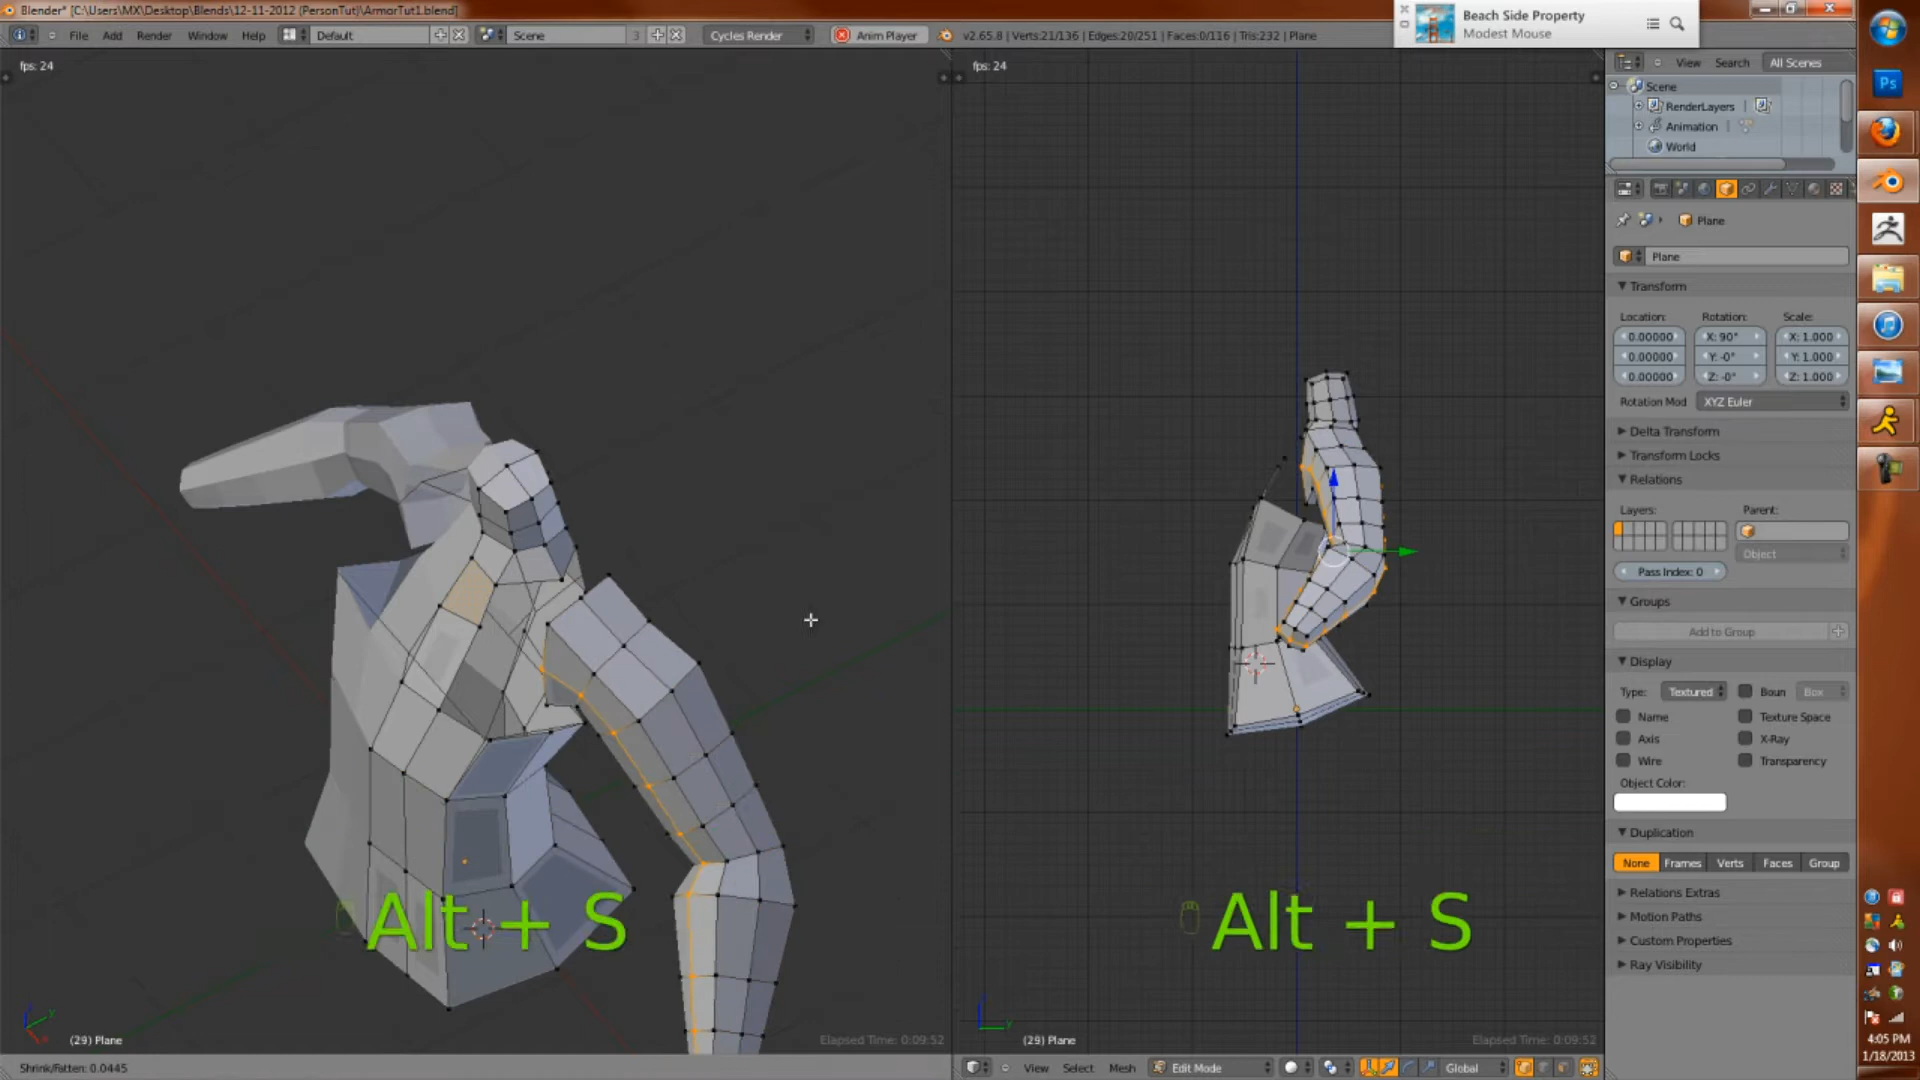 Blender* [C:\Users\MX\Desktop\Blends\12-11-2012 (PersonTut)\ArmorTut1.blend]
Beach Side Property
Modest Mouse
File Add Render Window Help Default Scene 3 Cycles Render Anim Player v2.65.8 | Verts:21/136 | Edges:20/251 | Faces:0/116 | Tris:232 | Plane
fps: 24
fps: 24
View Search All Scenes
Scene
RenderLayers
Animation
World
Ps
Plane
Plane
Transform
Location: Rotation: Scale:
0.00000 X: 90° X: 1.000
0.00000 Y: -0° Y: 1.000
0.00000 Z: -0° Z: 1.000
Rotation Mod XYZ Euler
Delta Transform
Transform Locks
Relations
Layers: Parent:
Object
Pass Index: 0
Groups
Add to Group
Display
Type: Textured Boun Box
Name Texture Space
Axis X-Ray
Wire Transparency
Object Color:
Duplication
None Frames Verts Faces Group
Relations Extras
Motion Paths
Custom Properties
Ray Visibility
Alt + S
Alt + S
(29) Plane
Elapsed Time: 0:09:52
(29) Plane
Elapsed Time: 0:09:52
Shrink/Fatten: 0.0445
View Select Mesh Edit Mode Global
4:05 PM
1/18/2013